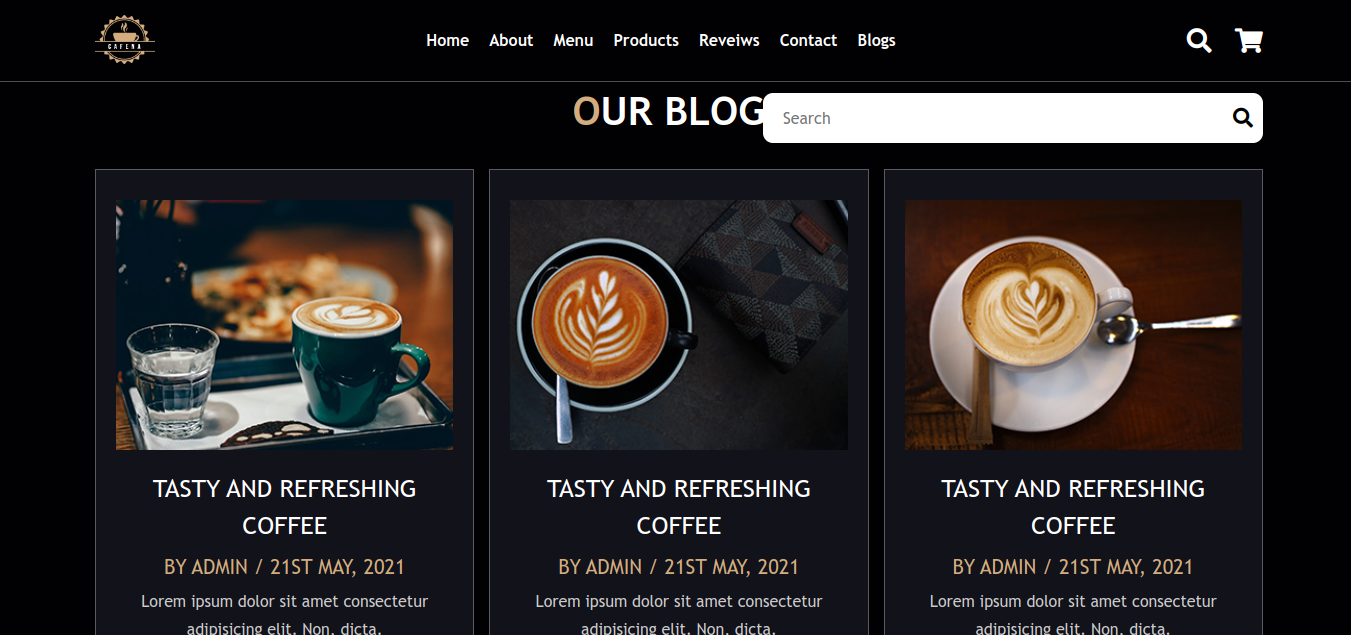 CAFENA
Home About Menu Products Reveiws Contact Blogs
OUR BLOG
Search
TASTY AND REFRESHING
COFFEE
BY ADMIN / 21ST MAY, 2021
Lorem ipsum dolor sit amet consectetur
adipisicing elit. Non, dicta.
TASTY AND REFRESHING
COFFEE
BY ADMIN / 21ST MAY, 2021
Lorem ipsum dolor sit amet consectetur
adipisicing elit. Non, dicta.
TASTY AND REFRESHING
COFFEE
BY ADMIN / 21ST MAY, 2021
Lorem ipsum dolor sit amet consectetur
adipisicing elit. Non, dicta.